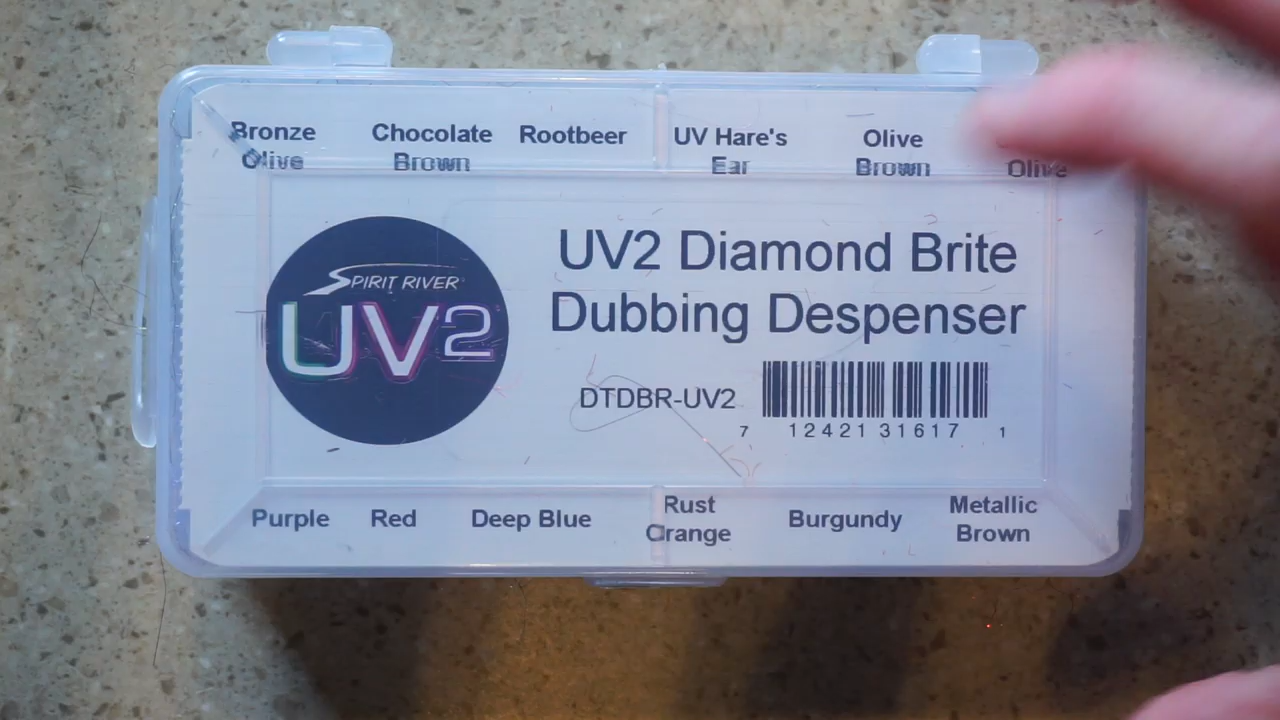 Bronze
Olive
Chocolate
Brown
Rootbeer
UV Hare's
Ear
Olive
Brown
Olive
SPIRIT RIVER
UV2
UV2 Diamond Brite
Dubbing Despenser
DTDBR-UV2
7 12421 31617 1
Purple
Red
Deep Blue
Rust
Orange
Burgundy
Metallic
Brown